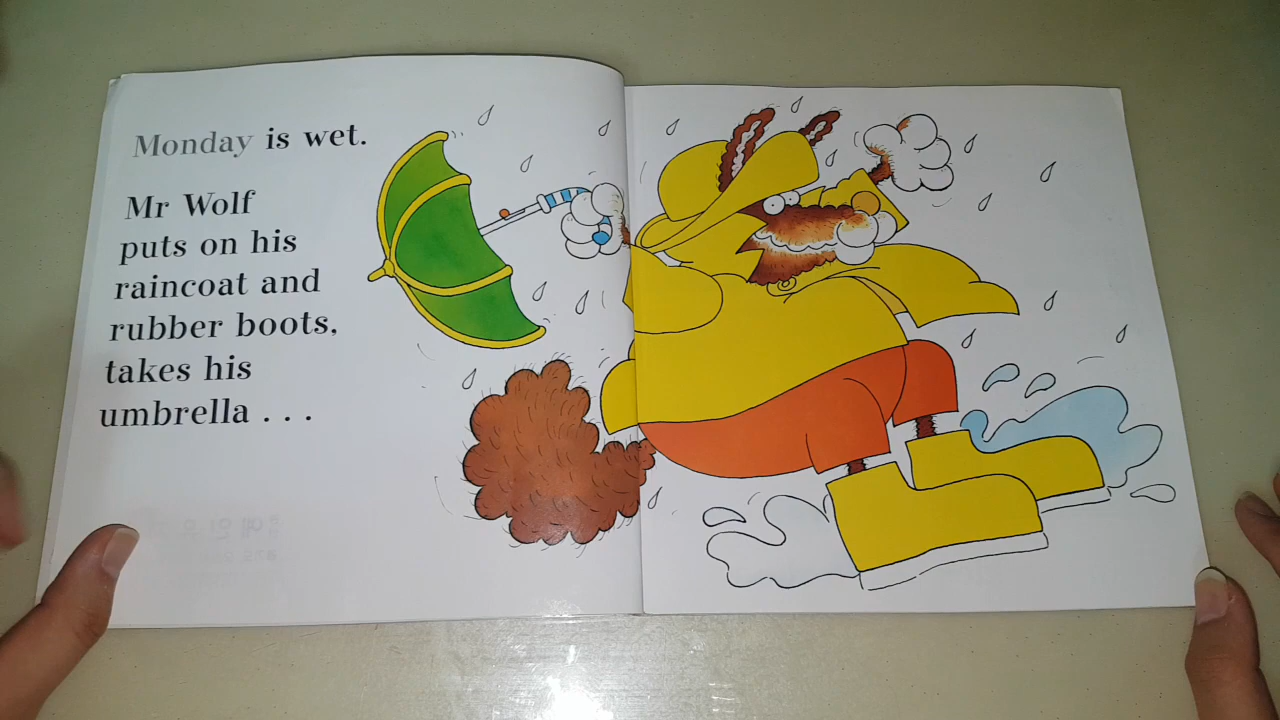 Monday is wet.
Mr Wolf
puts on his
raincoat and
rubber boots,
takes his
umbrella . . .